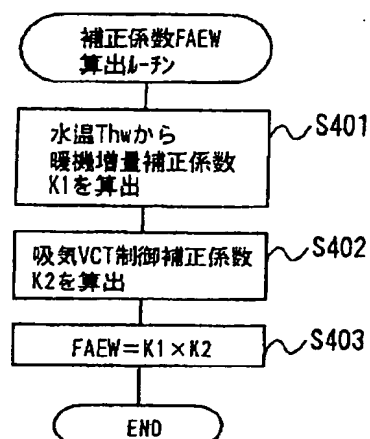 補正係数FAEW
算出ルーチン
水温Thwから
暖機増量補正係数
K1を算出
S401
吸気VCT制御補正係数
K2を算出
S402
FAEW=K1×K2
S403
END